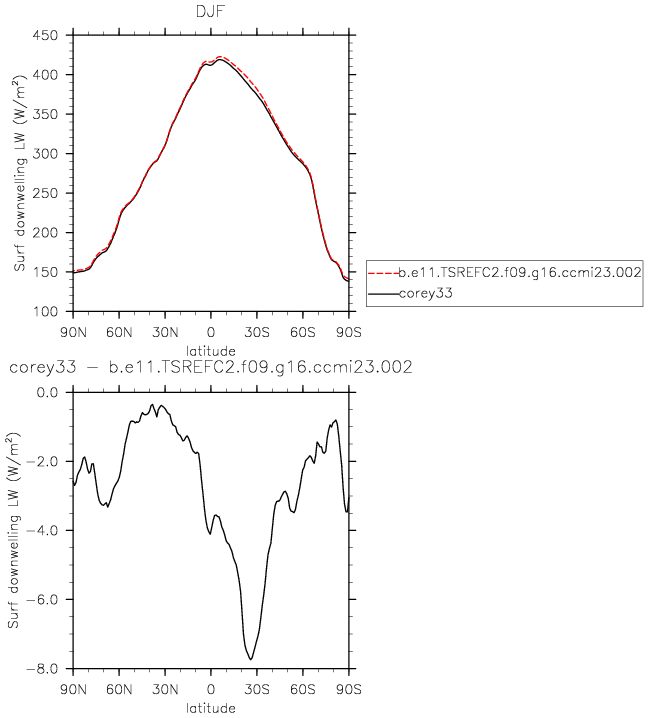 DJF
Surf downwelling LW (W/m²)
450
400
350
300
250
200
150
100
90N 60N 30N 0 30S 60S 90S
latitude
b.e11.TSREFC2.f09.g16.ccmi23.002
corey33
corey33 − b.e11.TSREFC2.f09.g16.ccmi23.002
Surf downwelling LW (W/m²)
0.0
−2.0
−4.0
−6.0
−8.0
90N 60N 30N 0 30S 60S 90S
latitude